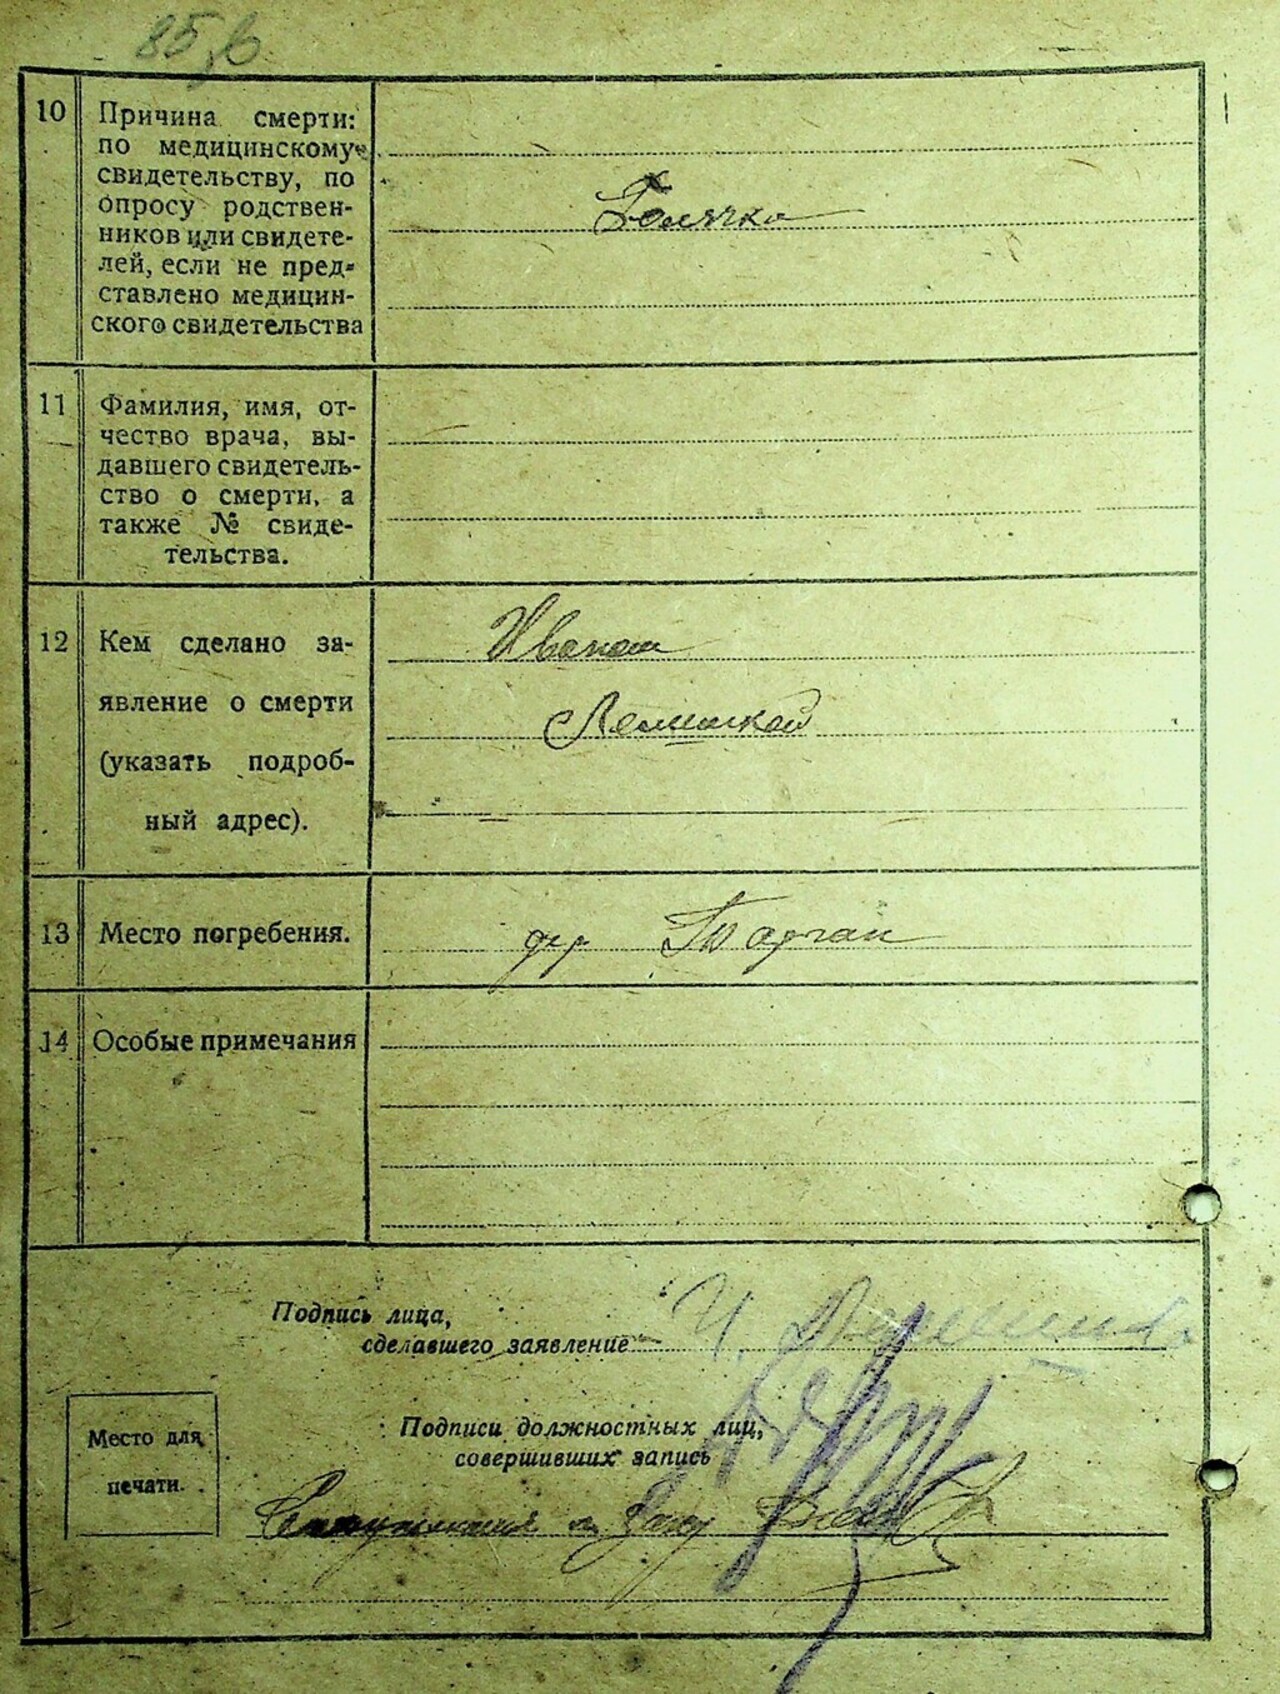 85
10
Причина смерти:
по медицинскому
свидетельству, по
опросу родствен-
ников или свидете-
лей, если не пред-
ставлено медицин-
ского свидетельства
11
Фамилия, имя, от-
чество врача, вы-
давшего свидетель-
ство о смерти, а
также № свиде-
тельства.
12
Кем сделано за-
явление о смерти
(указать подроб-
ный адрес).
13
Место погребения.
дер
14
Особые примечания
Подпись лица,
сделавшего заявление
И.
Подписи должностных лиц,
совершивших запись
Место для
печати.